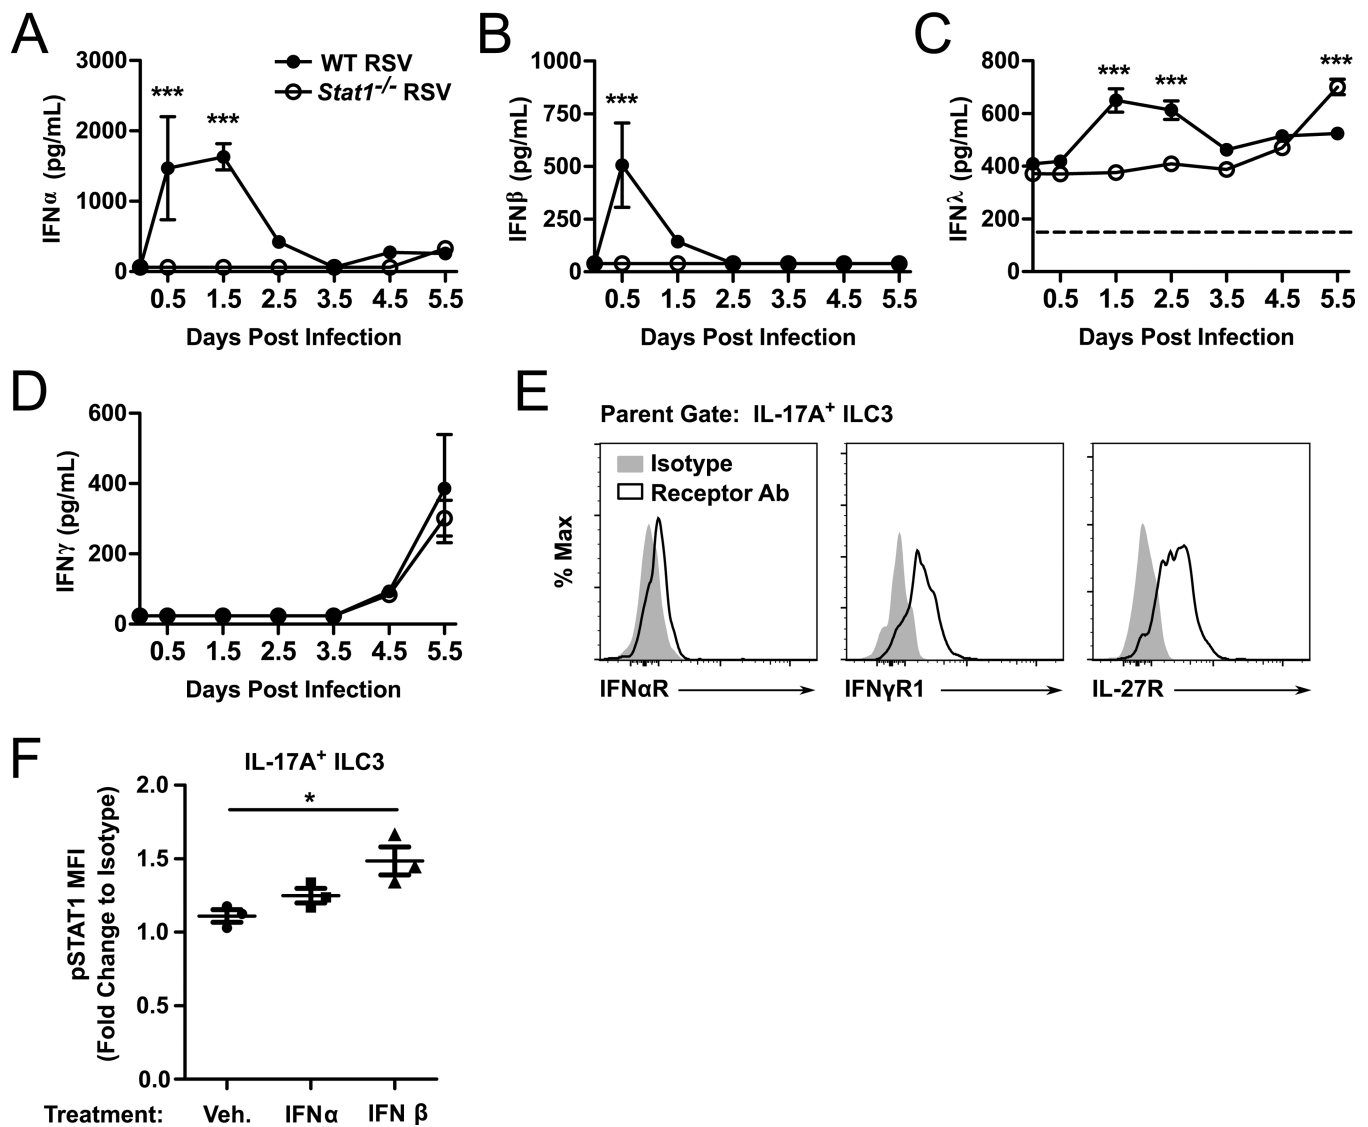 A
3000
2000
1000
0
IFNα (pg/mL)
***
***
WT RSV
Stat1-/- RSV
0.5 1.5 2.5 3.5 4.5 5.5
Days Post Infection
B
1000
750
500
250
0
IFNβ (pg/mL)
***
0.5 1.5 2.5 3.5 4.5 5.5
Days Post Infection
C
800
600
400
200
0
IFNλ (pg/mL)
***
***
***
0.5 1.5 2.5 3.5 4.5 5.5
Days Post Infection
D
600
400
200
0
IFNγ (pg/mL)
0.5 1.5 2.5 3.5 4.5 5.5
Days Post Infection
E
Parent Gate: IL-17A+ ILC3
% Max
Isotype
Receptor Ab
IFNαR
IFNγR1
IL-27R
F
IL-17A+ ILC3
2.0
1.5
1.0
0.5
0.0
pSTAT1 MFI
(Fold Change to Isotype)
*
Treatment: Veh. IFNα IFN β